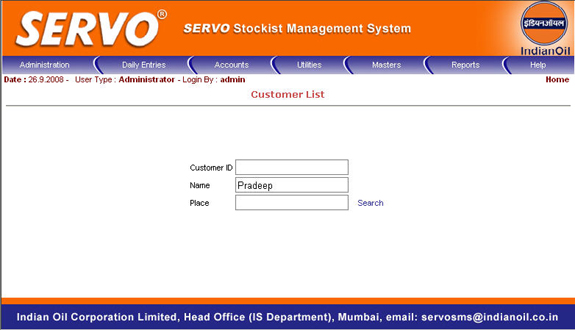 SERVO®
SERVO Stockist Management System
इंडियनऑयल
IndianOil
Administration Daily Entries Accounts Utilities Masters Reports Help
Date : 26.9.2008 - User Type : Administrator - Login By : admin Home
Customer List
Customer ID
Name Pradeep
Place Search
Indian Oil Corporation Limited, Head Office (IS Department), Mumbai, email: servosms@indianoil.co.in